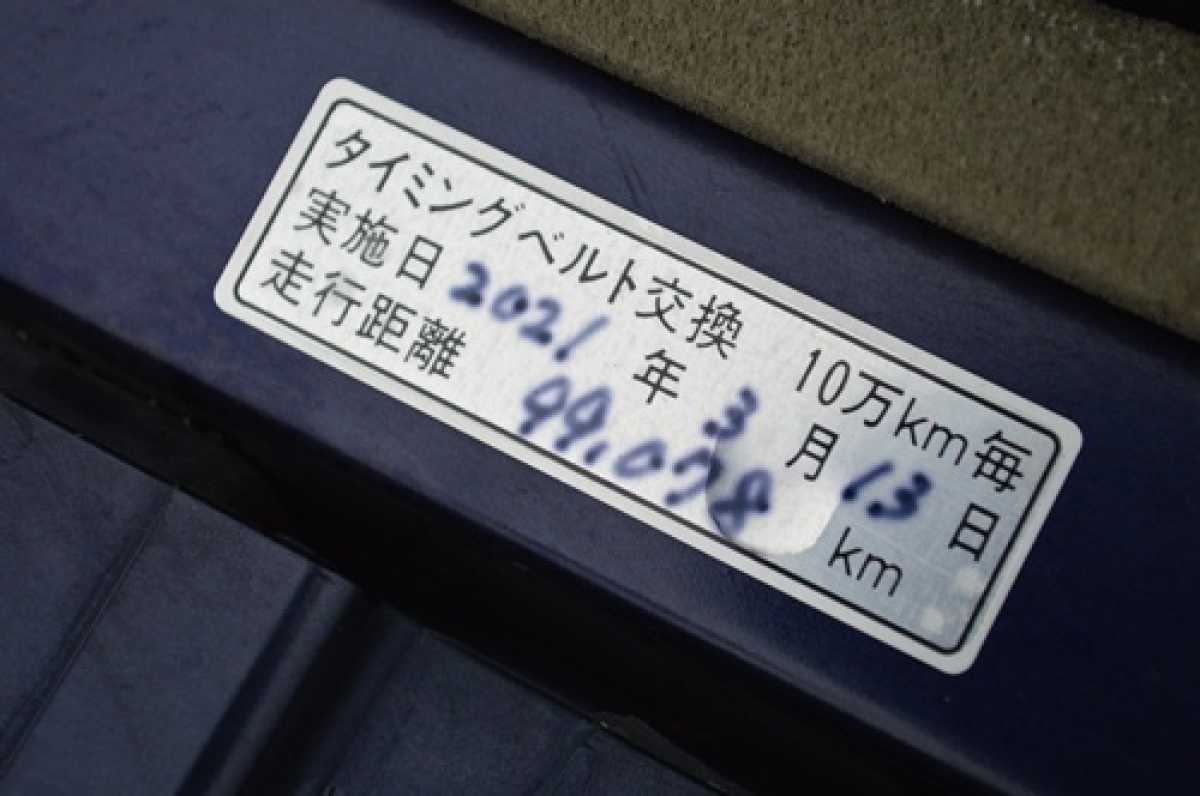 タイミングベルト交換 10万km毎
実施日 2021 年 3 月 13 日
走行距離 99,078 km